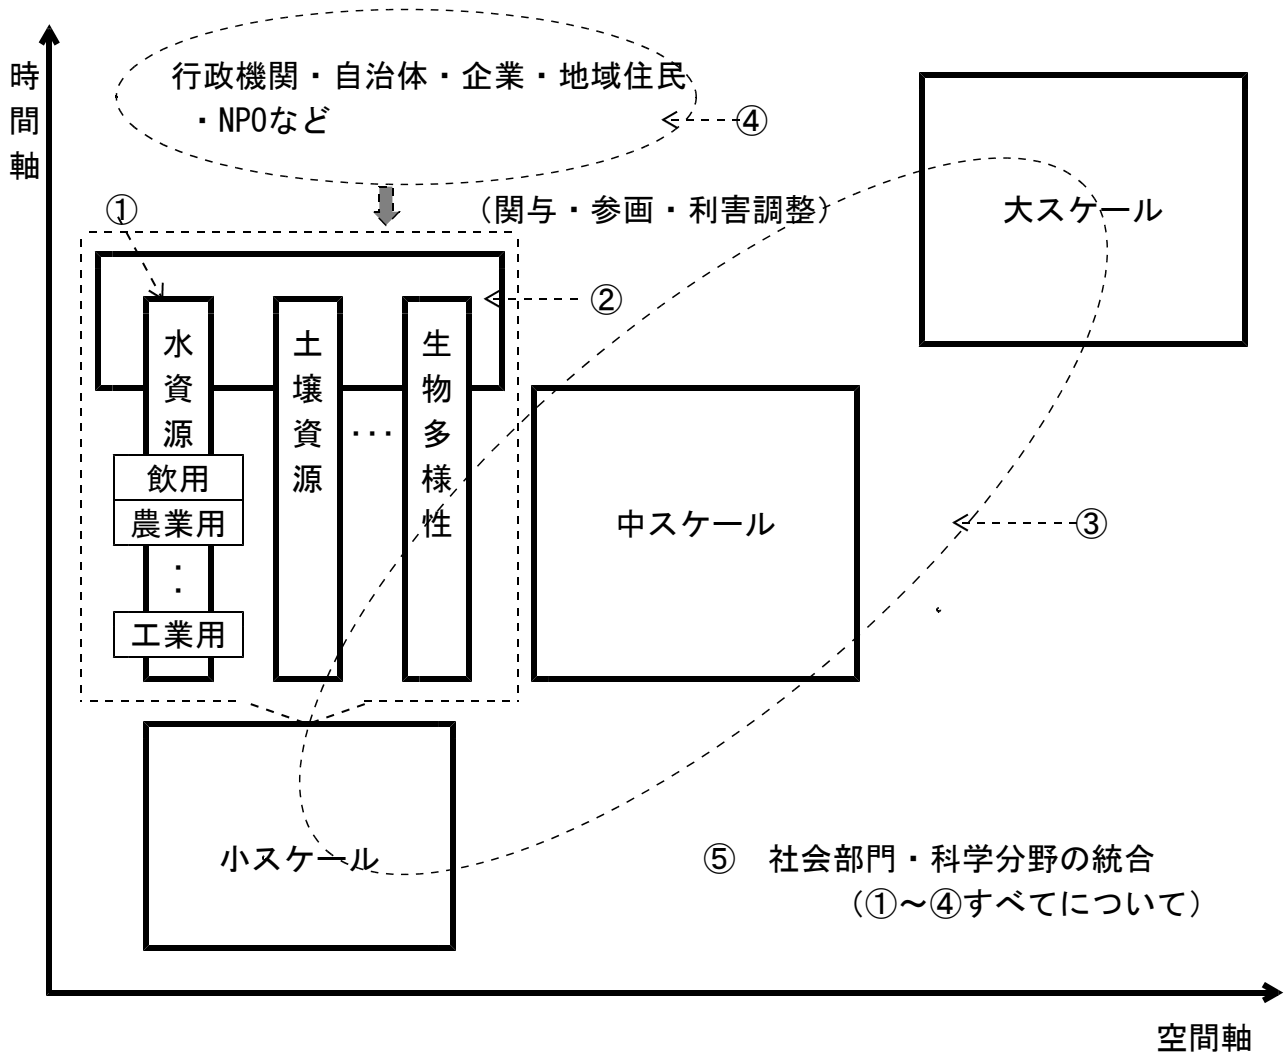 時間軸
行政機関・自治体・企業・地域住民
・NPOなど
④
①
（関与・参画・利害調整）
大スケール
②
水資源
土壌資源
・・・
生物多様性
飲用
農業用
：
工業用
中スケール
③
小スケール
⑤　社会部門・科学分野の統合
（①～④すべてについて）
空間軸